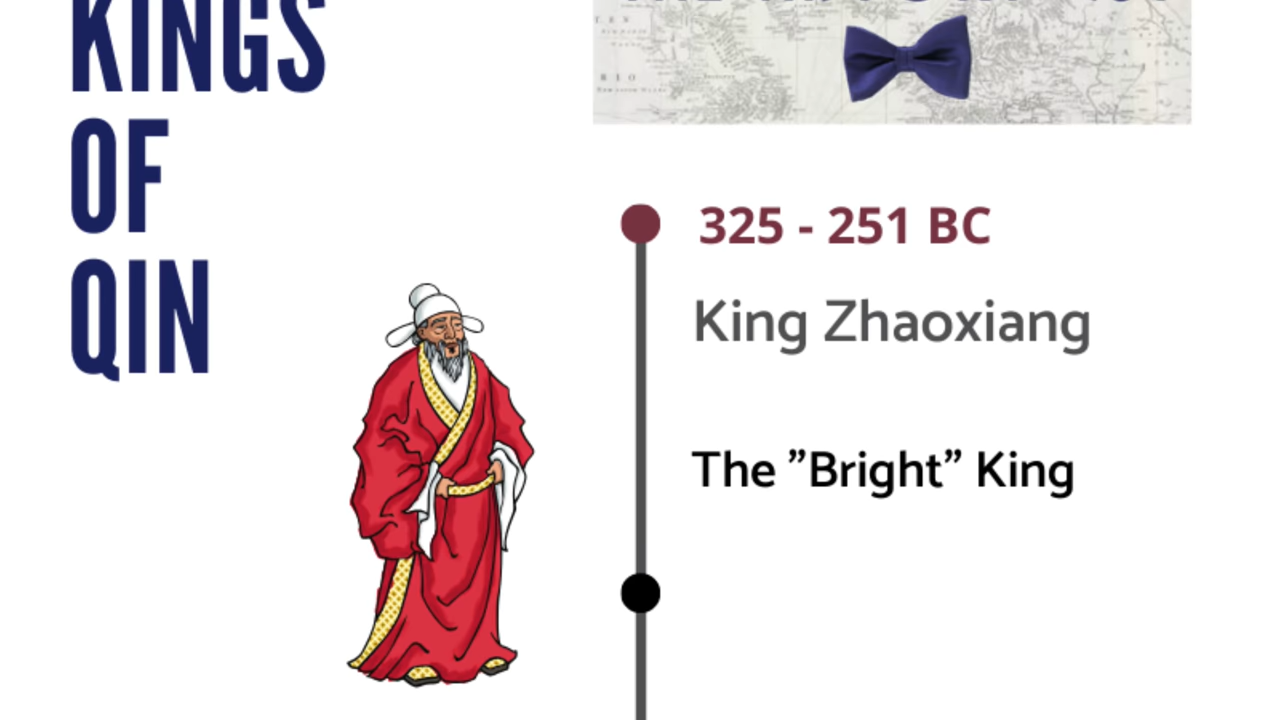 KINGS
OF
QIN
325 - 251 BC
King Zhaoxiang
The ”Bright” King